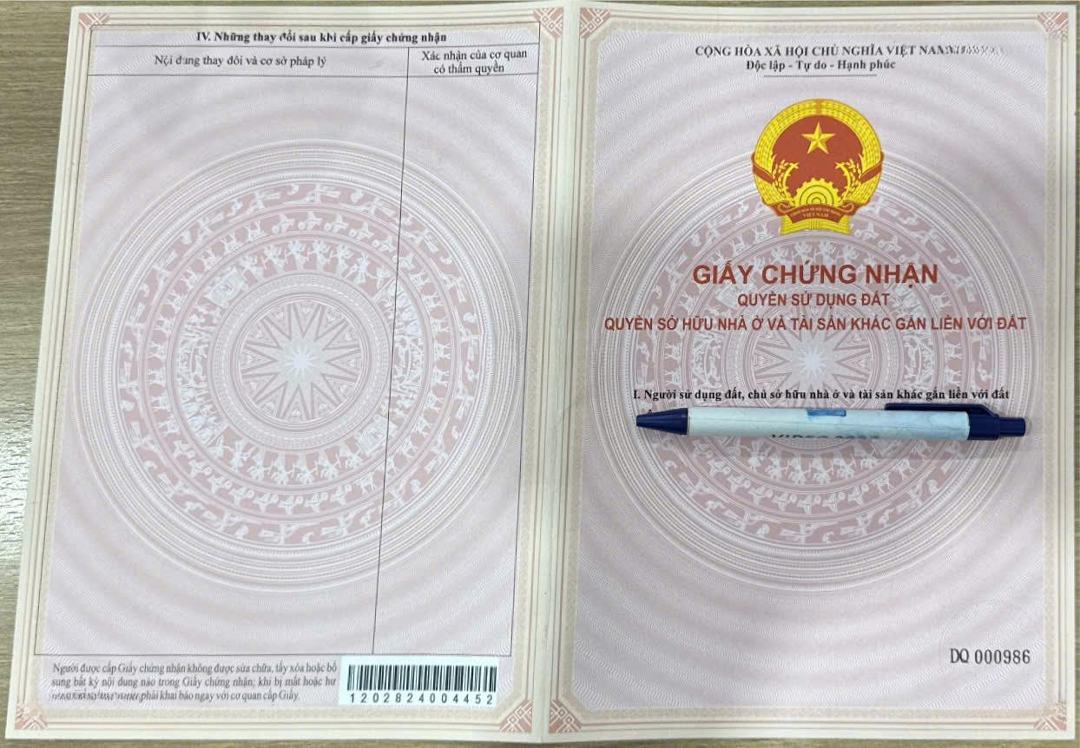 IV. Những thay đổi sau khi cấp giấy chứng nhận
Nội dung thay đổi và cơ sở pháp lý
Xác nhận của cơ quan
có thẩm quyền
Người được cấp Giấy chứng nhận không được sửa chữa, tẩy xóa hoặc bổ
sung bất kỳ nội dung nào trong Giấy chứng nhận; khi bị mất hoặc hư
phải khai báo ngay với cơ quan cấp Giấy.
1202824004452
CỘNG HÒA XÃ HỘI CHỦ NGHĨA VIỆT NAM
Độc lập - Tự do - Hạnh phúc
VIỆT NAM
GIẤY CHỨNG NHẬN
QUYỀN SỬ DỤNG ĐẤT
QUYỀN SỞ HỮU NHÀ Ở VÀ TÀI SẢN KHÁC GẮN LIỀN VỚI ĐẤT
I. Người sử dụng đất, chủ sở hữu nhà ở và tài sản khác gắn liền với đất
DQ 000986